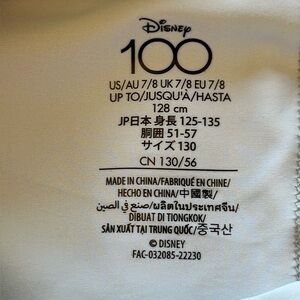 Disney
100
US/AU 7/8 UK 7/8 EU 7/8
UP TO/JUSQU'À/HASTA
128 cm
JP日本 身長 125-135
胴囲 51-57
サイズ 130
CN 130/56
MADE IN CHINA/FABRIQUÉ EN CHINE/
HECHO EN CHINA/中國製/
صنع في الصين/ผลิตในประเทศจีน/
DIBUAT DI TIONGKOK/
SẢN XUẤT TẠI TRUNG QUỐC/중국산
© DISNEY
FAC-032085-22230